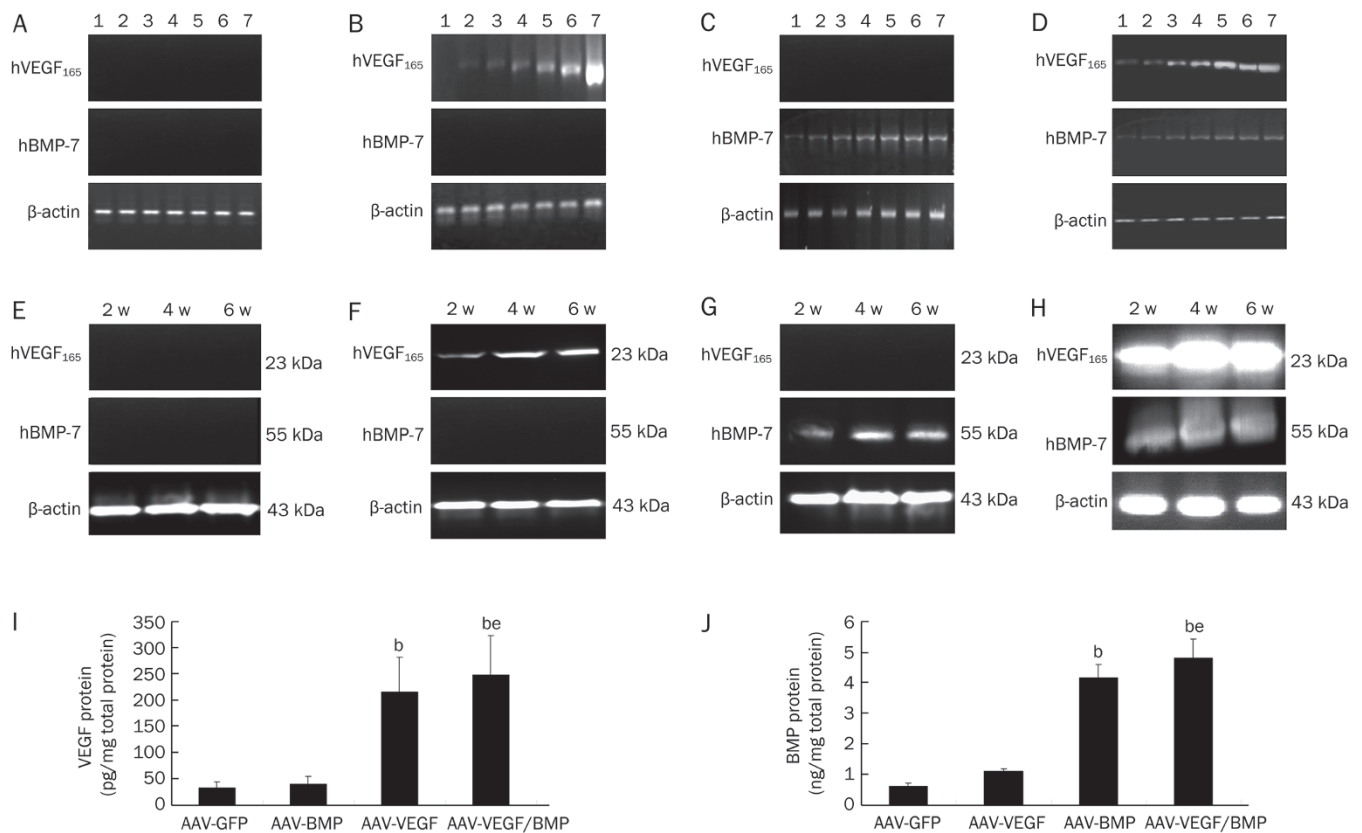 A
1 2 3 4 5 6 7
hVEGF₁₆₅
hBMP-7
β-actin
B
1 2 3 4 5 6 7
hVEGF₁₆₅
hBMP-7
β-actin
C
1 2 3 4 5 6 7
hVEGF₁₆₅
hBMP-7
β-actin
D
1 2 3 4 5 6 7
hVEGF₁₆₅
hBMP-7
β-actin
E
2 w 4 w 6 w
hVEGF₁₆₅ 23 kDa
hBMP-7 55 kDa
β-actin 43 kDa
F
2 w 4 w 6 w
hVEGF₁₆₅ 23 kDa
hBMP-7 55 kDa
β-actin 43 kDa
G
2 w 4 w 6 w
hVEGF₁₆₅ 23 kDa
hBMP-7 55 kDa
β-actin 43 kDa
H
2 w 4 w 6 w
hVEGF₁₆₅ 23 kDa
hBMP-7 55 kDa
β-actin 43 kDa
I
VEGF protein
(pg/mg total protein)
350
300
250
200
150
100
50
0
b
be
AAV-GFP AAV-BMP AAV-VEGF AAV-VEGF/BMP
J
BMP protein
(ng/mg total protein)
6
5
4
3
2
1
0
b
be
AAV-GFP AAV-VEGF AAV-BMP AAV-VEGF/BMP